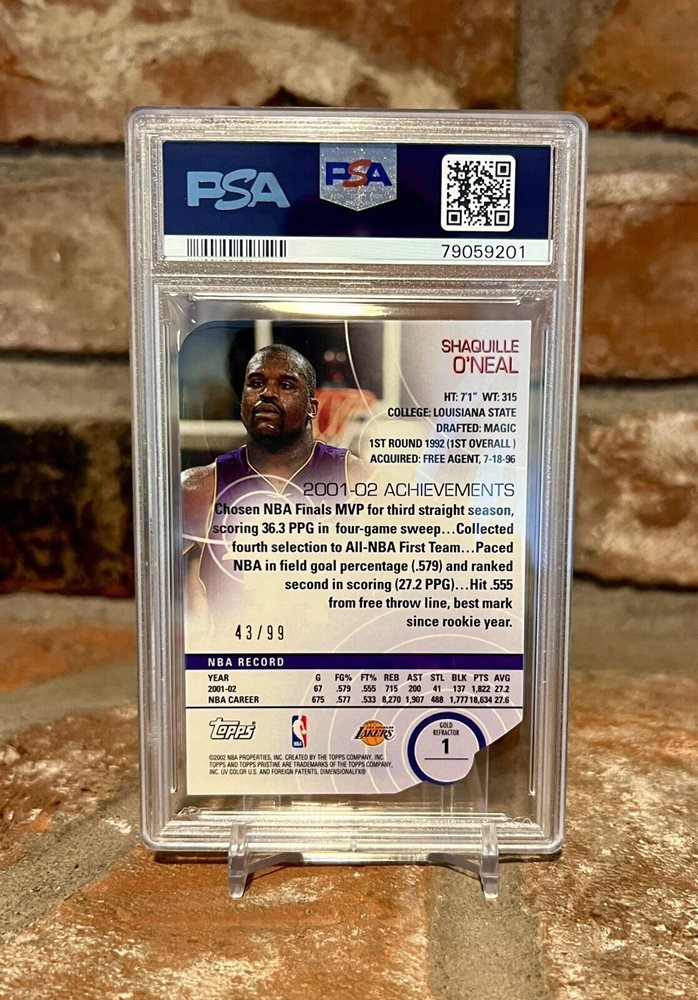 PSA
PSA
79059201
SHAQUILLE
O'NEAL
HT: 7'1" WT: 315
COLLEGE: LOUISIANA STATE
DRAFTED: MAGIC
1ST ROUND 1992 (1ST OVERALL)
ACQUIRED: FREE AGENT, 7-18-96
2001-02 ACHIEVEMENTS
Chosen NBA Finals MVP for third straight season,
scoring 36.3 PPG in four-game sweep...Collected
fourth selection to All-NBA First Team...Paced
NBA in field goal percentage (.579) and ranked
second in scoring (27.2 PPG)...Hit .555
from free throw line, best mark
since rookie year.
43/99
NBA RECORD
YEAR G FG% FT% REB AST STL BLK PTS AVG
2001-02 67 .579 .555 715 200 41 137 1,822 27.2
NBA CAREER 675 .577 .533 8,270 1,907 488 1,777 18,634 27.6
Topps
NBA
LAKERS
GOLD
REFRACTOR
1
©2002 NBA PROPERTIES, INC. CREATED BY THE TOPPS COMPANY, INC.
TOPPS AND TOPPS PRISTINE ARE TRADEMARKS OF THE TOPPS COMPANY,
INC. UV COLOR U.S. AND FOREIGN PATENTS, DIMENSIONALFX®